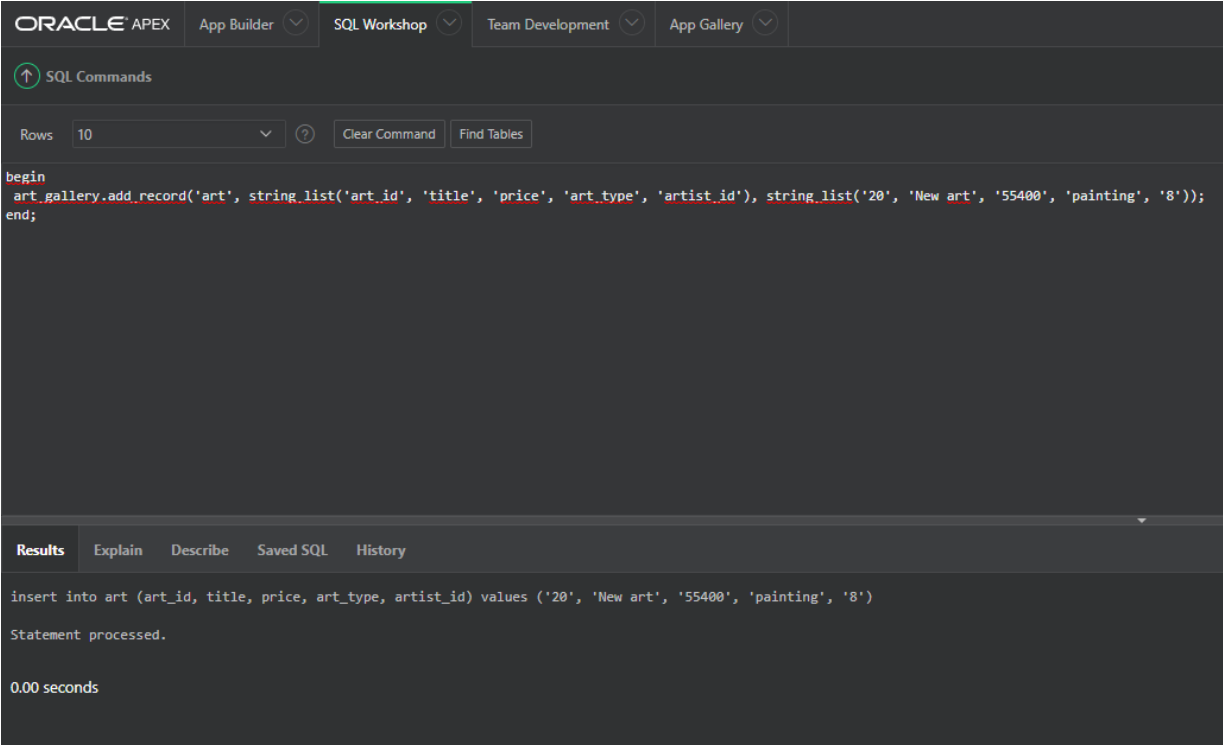 ORACLE APEX App Builder SQL Workshop Team Development App Gallery
SQL Commands
Rows 10 ? Clear Command Find Tables
begin
art_gallery.add_record('art', string_list('art_id', 'title', 'price', 'art_type', 'artist_id'), string_list('20', 'New art', '55400', 'painting', '8'));
end;
Results Explain Describe Saved SQL History
insert into art (art_id, title, price, art_type, artist_id) values ('20', 'New art', '55400', 'painting', '8')
Statement processed.
0.00 seconds